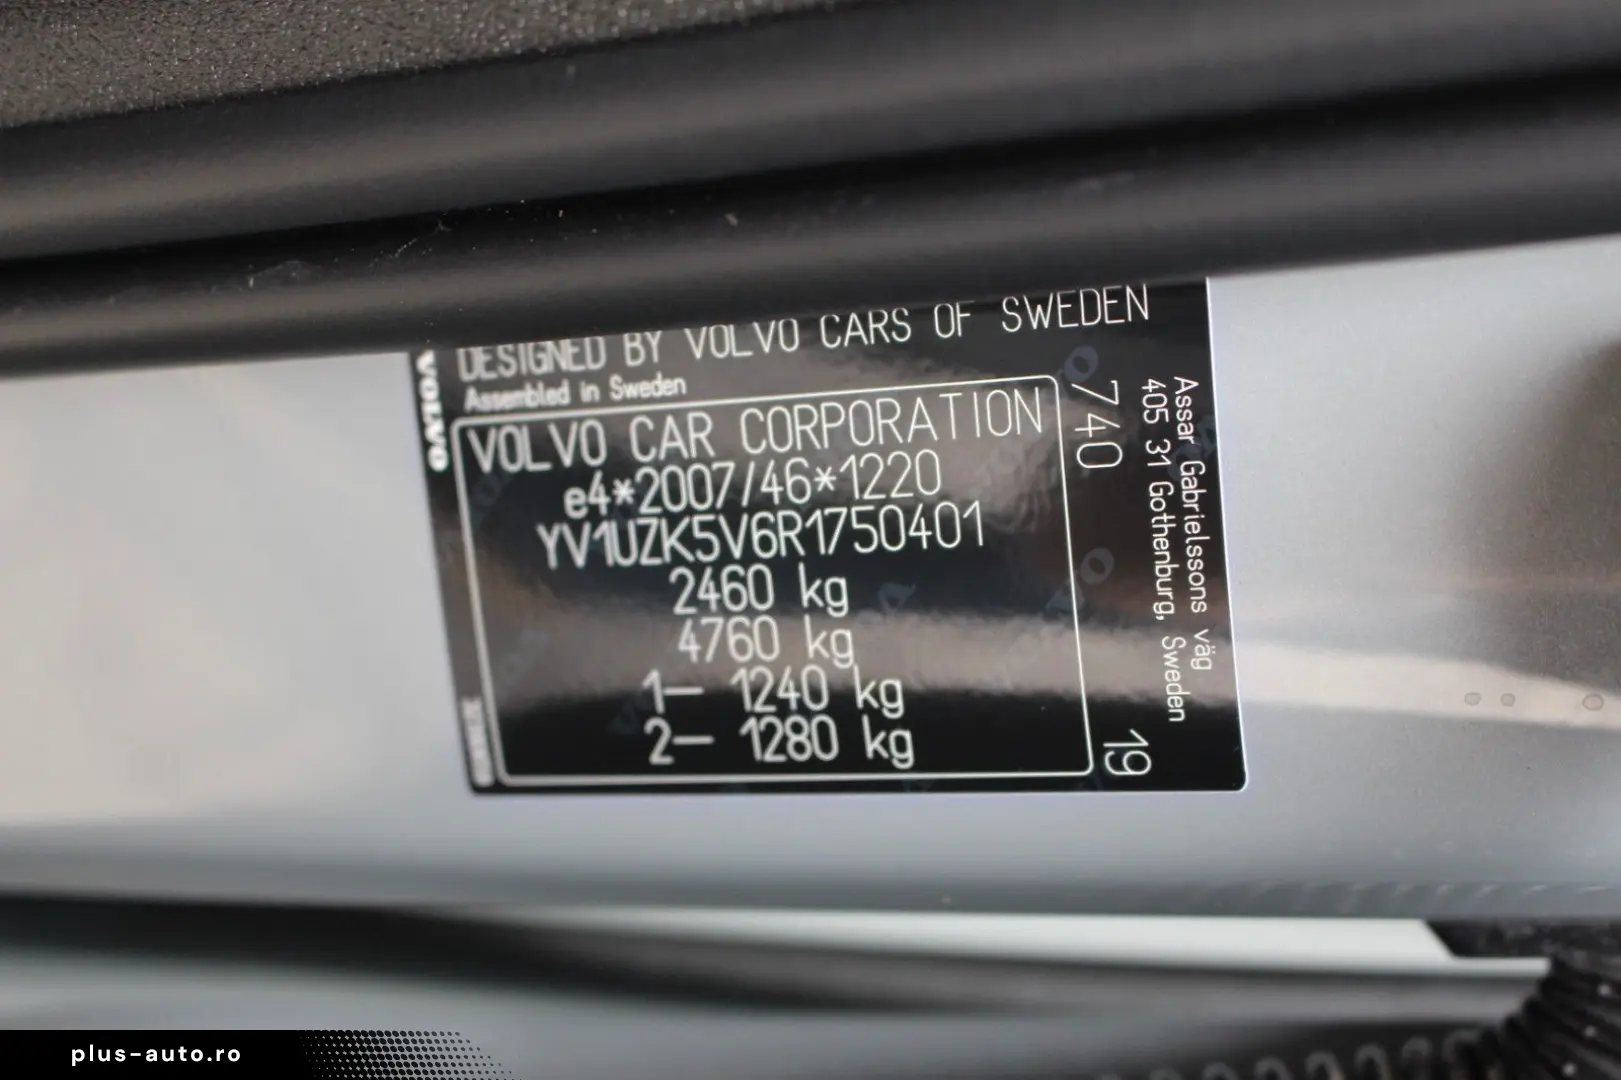 DESIGNED BY VOLVO CARS OF SWEDEN
Assembled in Sweden
VOLVO
VOLVO CAR CORPORATION
e4*2007/46*1220
YV1UZK5V6R1750401
2460 kg
4760 kg
1– 1240 kg
2– 1280 kg
740
19
Assar Gabrielssons väg
405 31 Gothenburg, Sweden
plus-auto.ro